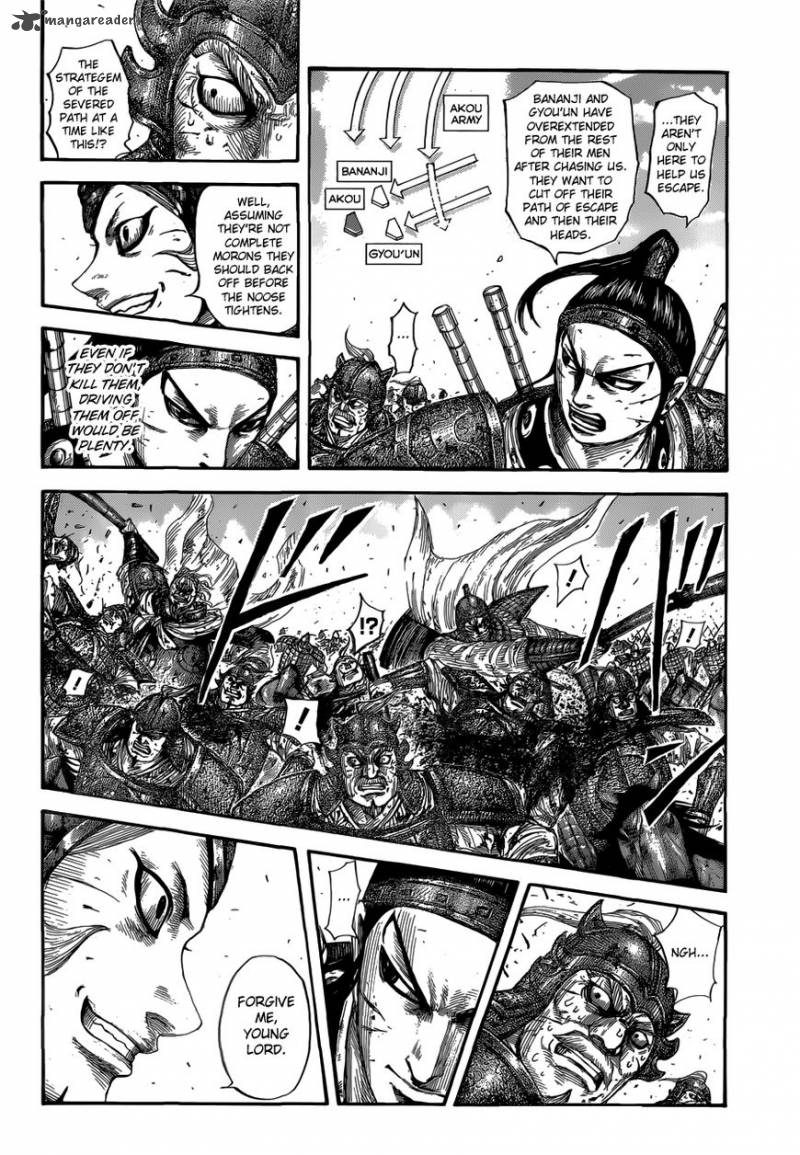 mangareader
...THEY
AREN'T
ONLY
HERE TO
HELP US
ESCAPE.
BANANJI AND
GYOU'UN HAVE
OVEREXTENDED
FROM THE REST
OF THEIR MEN
AFTER CHASING US.
THEY WANT TO
CUT OFF THEIR
PATH OF ESCAPE
AND THEN THEIR
HEADS.
AKOU
ARMY
BANANJI
AKOU
GYOU'UN
...
THE
STRATEGEM
OF THE
SEVERED
PATH AT A
TIME LIKE
THIS!?
WELL,
ASSUMING
THEY'RE NOT
COMPLETE
MORONS THEY
SHOULD BACK
OFF BEFORE
THE NOOSE
TIGHTENS.
EVEN IF
THEY DON'T
KILL THEM,
DRIVING
THEM OFF
WOULD BE
PLENTY.
!
!?
!
!
ドドド
NGH...
...
FORGIVE
ME,
YOUNG
LORD.